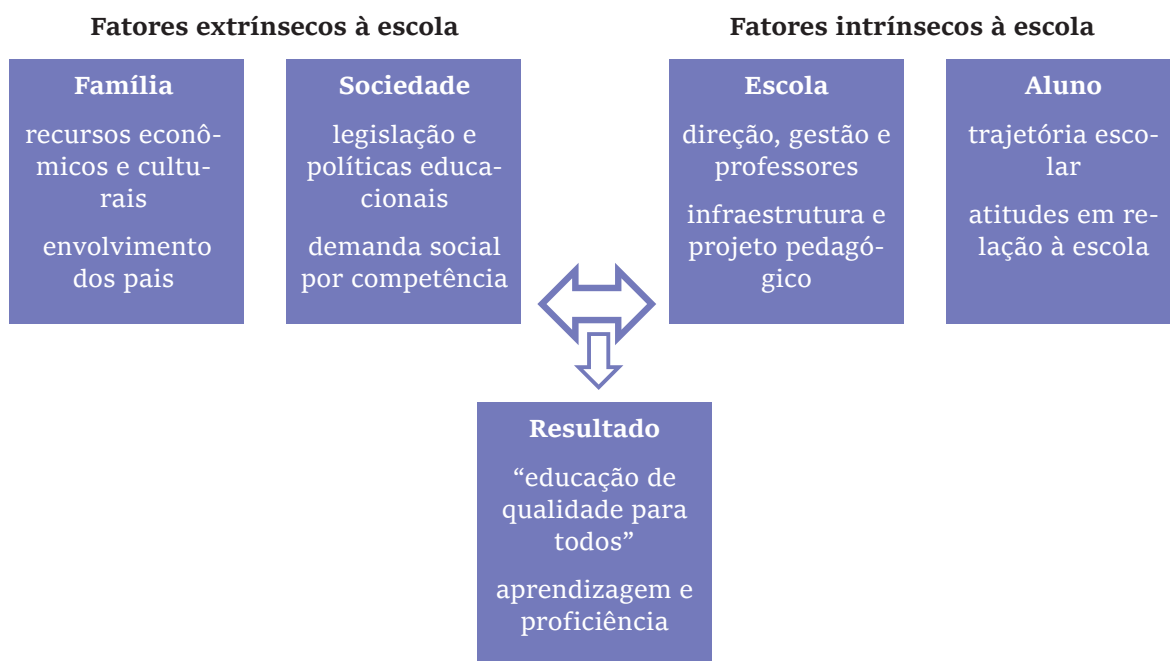 Fatores extrínsecos à escola
Fatores intrínsecos à escola
Família
recursos econô-
micos e cultu-
rais
envolvimento
dos pais
Sociedade
legislação e
políticas educa-
cionais
demanda social
por competência
Escola
direção, gestão e
professores
infraestrutura e
projeto pedagó-
gico
Aluno
trajetória esco-
lar
atitudes em re-
lação à escola
Resultado
“educação de
qualidade para
todos”
aprendizagem e
proficiência